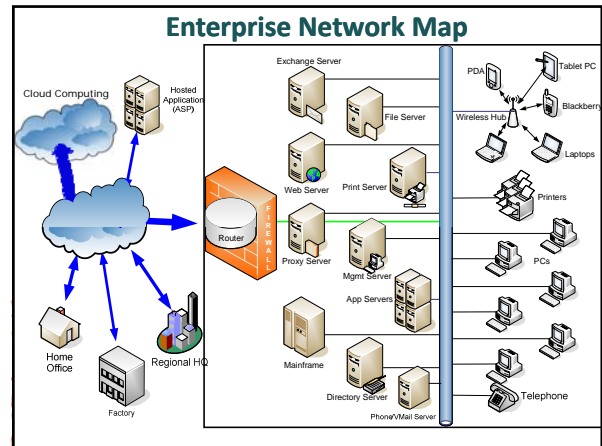 Enterprise Network Map
Cloud Computing
Hosted
Application
(ASP)
Exchange Server
File Server
PDA
Tablet PC
Blackberry
Wireless Hub
Laptops
Web Server
Print Server
Printers
FIREWALL
Router
Proxy Server
Mgmt Server
PCs
App Servers
Mainframe
Home
Office
Factory
Regional HQ
Directory Server
Phone/VMail Server
Telephone